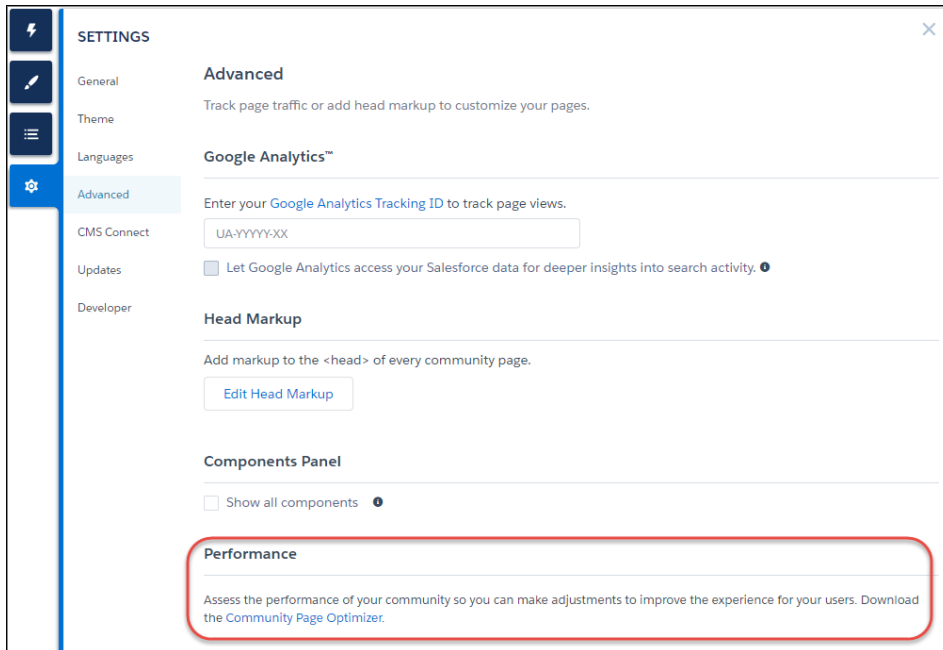 SETTINGS
General
Theme
Languages
Advanced
CMS Connect
Updates
Developer
Advanced
Track page traffic or add head markup to customize your pages.
Google Analytics™
Enter your Google Analytics Tracking ID to track page views.
UA-YYYYY-XX
Let Google Analytics access your Salesforce data for deeper insights into search activity.
Head Markup
Add markup to the <head> of every community page.
Edit Head Markup
Components Panel
Show all components
Performance
Assess the performance of your community so you can make adjustments to improve the experience for your users. Download
the Community Page Optimizer.